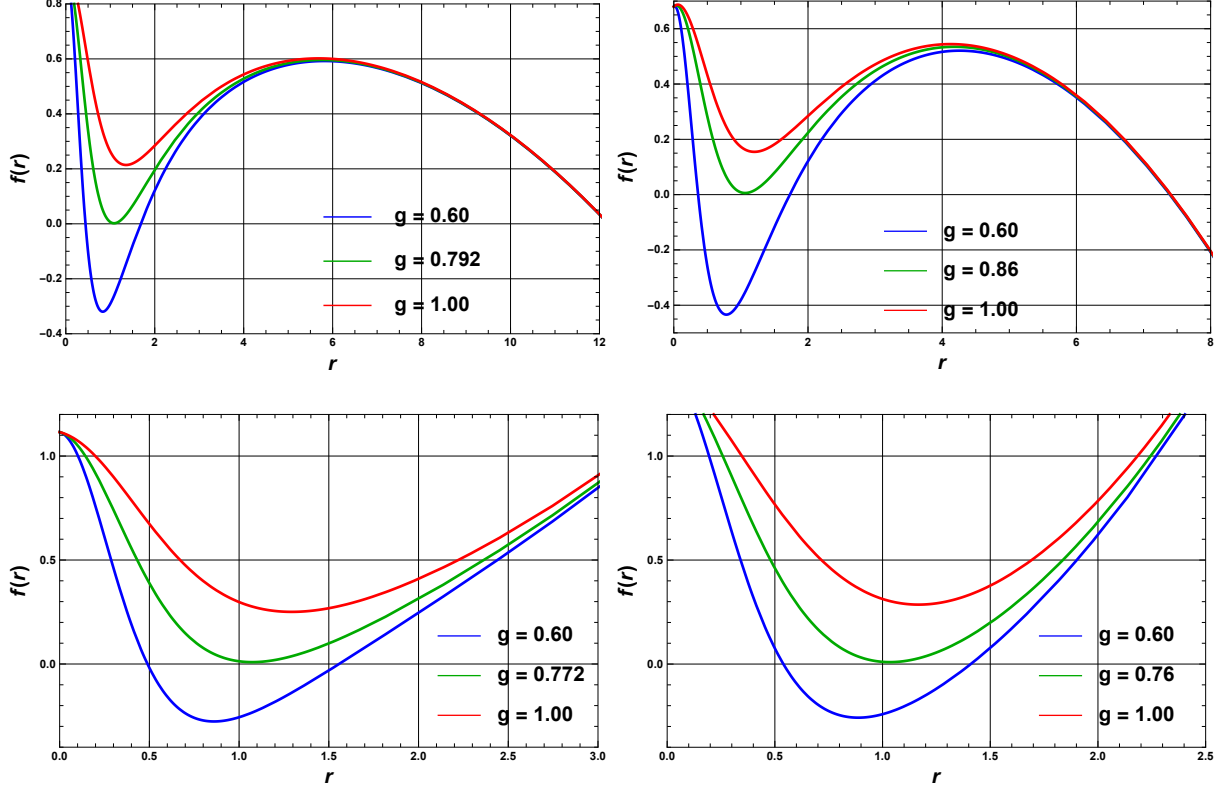 0.8
0.6
0.4
0.2
0.0
−0.2
−0.4
f(r)
g = 0.60
g = 0.792
g = 1.00
0 2 4 6 8 10 12
r
0.6
0.4
0.2
0.0
−0.2
−0.4
f(r)
g = 0.60
g = 0.86
g = 1.00
0 2 4 6 8
r
1.0
0.5
0.0
f(r)
g = 0.60
g = 0.772
g = 1.00
0.0 0.5 1.0 1.5 2.0 2.5 3.0
r
1.0
0.5
0.0
f(r)
g = 0.60
g = 0.76
g = 1.00
0.0 0.5 1.0 1.5 2.0 2.5
r